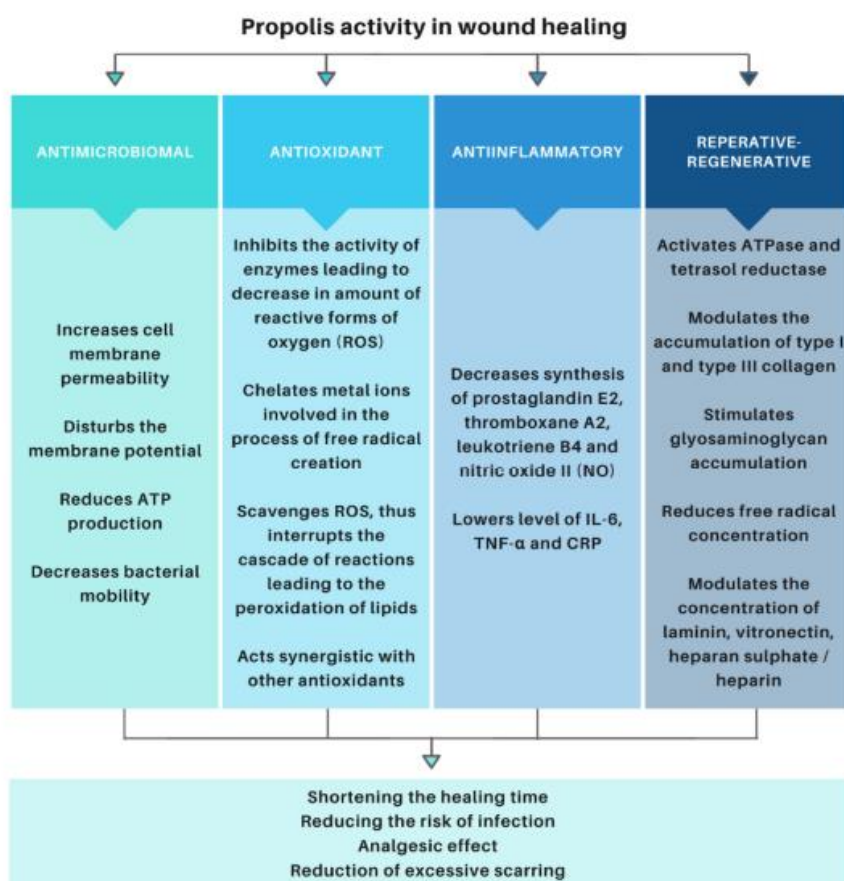 Propolis activity in wound healing
ANTIMICROBIOMAL
Increases cell
membrane
permeability
Disturbs the
membrane potential
Reduces ATP
production
Decreases bacterial
mobility
ANTIOXIDANT
Inhibits the activity of
enzymes leading to
decrease in amount of
reactive forms of
oxygen (ROS)
Chelates metal ions
involved in the
process of free radical
creation
Scavenges ROS, thus
interrupts the
cascade of reactions
leading to the
peroxidation of lipids
Acts synergistic with
other antioxidants
ANTIINFLAMMATORY
Decreases synthesis
of prostaglandin E2,
thromboxane A2,
leukotriene B4 and
nitric oxide II (NO)
Lowers level of IL-6,
TNF-α and CRP
REPERATIVE-
REGENERATIVE
Activates ATPase and
tetrasol reductase
Modulates the
accumulation of type I
and type III collagen
Stimulates
glyosaminoglycan
accumulation
Reduces free radical
concentration
Modulates the
concentration of
laminin, vitronectin,
heparan sulphate /
heparin
Shortening the healing time
Reducing the risk of infection
Analgesic effect
Reduction of excessive scarring